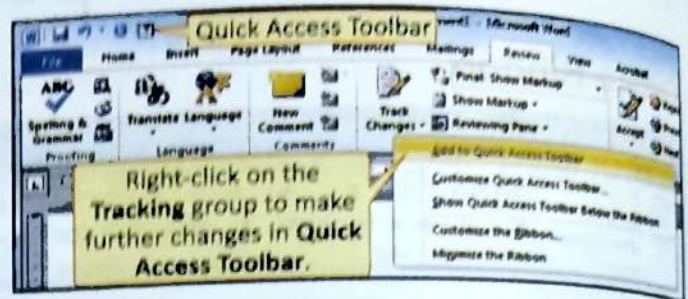 Quick Access Toolbar
Microsoft Word
File Home Insert Page Layout References Mailings Review View Acrobat
ABC
Spelling & Grammar
Translate Language
New Comment
Track Changes
Final: Show Markup
Show Markup
Reviewing Pane
Accept
Proofing
Language
Comments
Add to Quick Access Toolbar
Customize Quick Access Toolbar...
Show Quick Access Toolbar Below the Ribbon
Customize the Ribbon...
Minimize the Ribbon
Right-click on the
Tracking group to make
further changes in Quick
Access Toolbar.